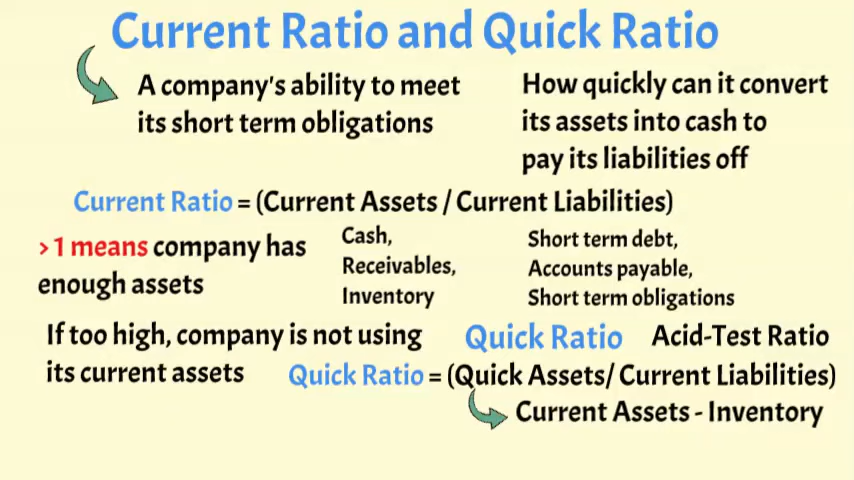 Current Ratio and Quick Ratio
A company's ability to meet
its short term obligations
How quickly can it convert
its assets into cash to
pay its liabilities off
Current Ratio = (Current Assets / Current Liabilities)
> 1 means company has
enough assets
Cash,
Receivables,
Inventory
Short term debt,
Accounts payable,
Short term obligations
If too high, company is not using
its current assets
Quick Ratio Acid-Test Ratio
Quick Ratio = (Quick Assets/ Current Liabilities)
Current Assets - Inventory